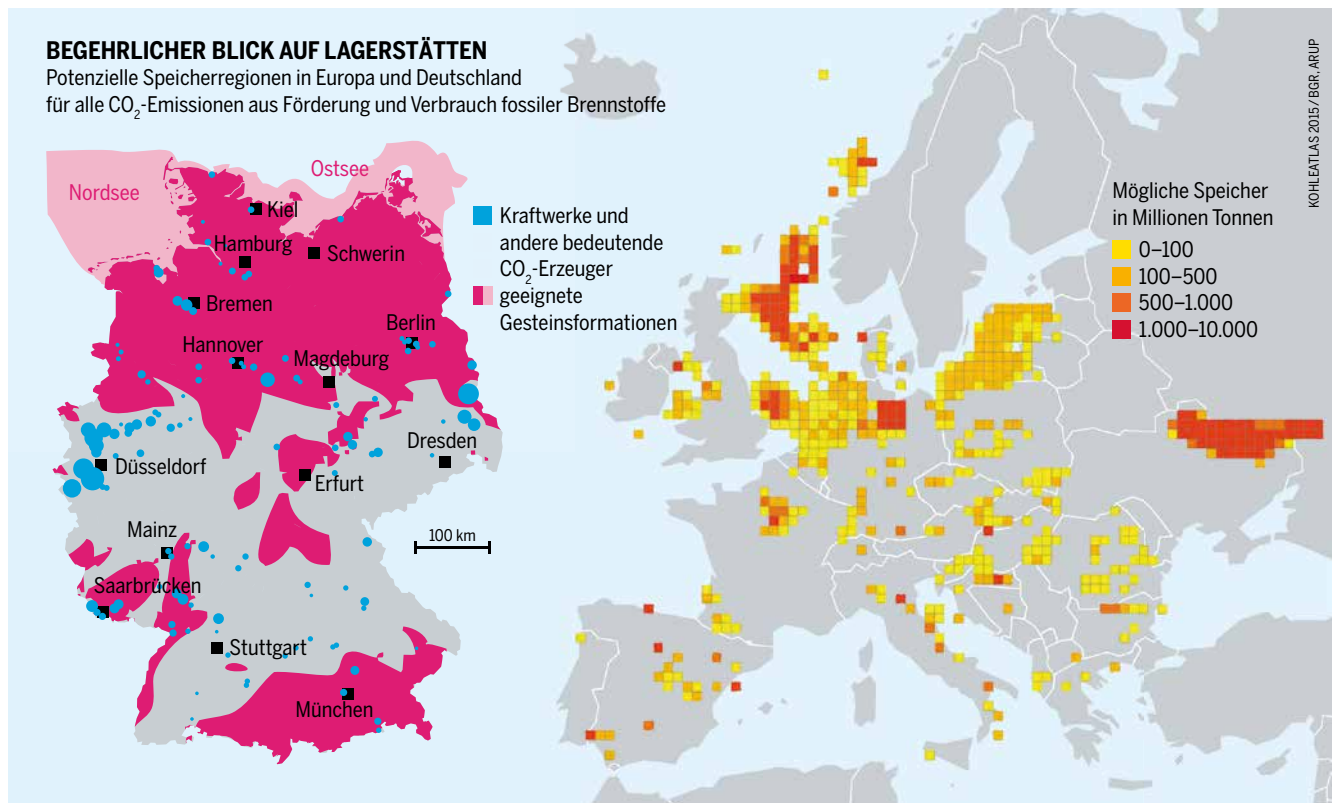 BEGEHRLICHER BLICK AUF LAGERSTÄTTEN
Potenzielle Speicherregionen in Europa und Deutschland
für alle CO₂-Emissionen aus Förderung und Verbrauch fossiler Brennstoffe
Nordsee
Ostsee
Kiel
Hamburg
Schwerin
Bremen
Berlin
Hannover
Magdeburg
Düsseldorf
Dresden
Erfurt
Mainz
Saarbrücken
Stuttgart
München
100 km
Kraftwerke und
andere bedeutende
CO₂-Erzeuger
geeignete
Gesteinsformationen
Mögliche Speicher
in Millionen Tonnen
0–100
100–500
500–1.000
1.000–10.000
KOHLEATLAS 2015 / BGR, ARUP